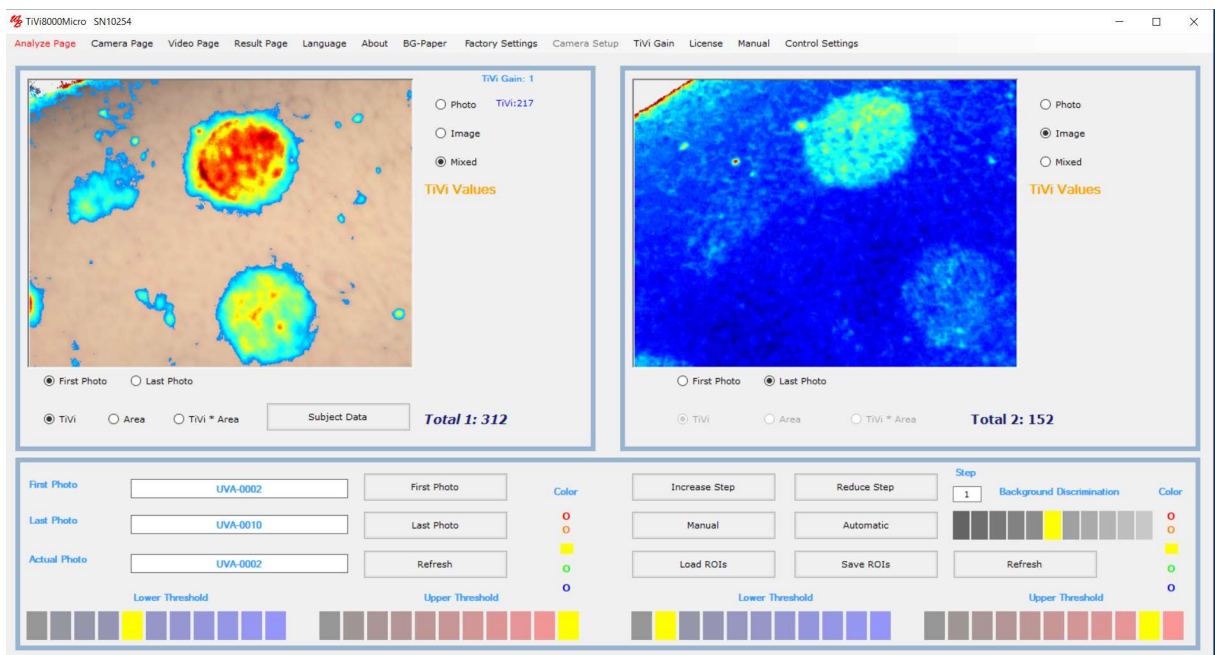 TiVi8000Micro SN10254
Analyze Page Camera Page Video Page Result Page Language About BG-Paper Factory Settings Camera Setup TiVi Gain License Manual Control Settings
TiVi Gain: 1
Photo TiVi:217
Image
Mixed
TiVi Values
First Photo Last Photo
TiVi Area TiVi * Area Subject Data Total 1: 312
Photo
Image
Mixed
TiVi Values
First Photo Last Photo
TiVi Area TiVi * Area Total 2: 152
First Photo UVA-0002 First Photo Color
Last Photo UVA-0010 Last Photo
Actual Photo UVA-0002 Refresh
Lower Threshold Upper Threshold
Step
Increase Step Reduce Step 1 Background Discrimination Color
Manual Automatic
Load ROIs Save ROIs Refresh
Lower Threshold Upper Threshold